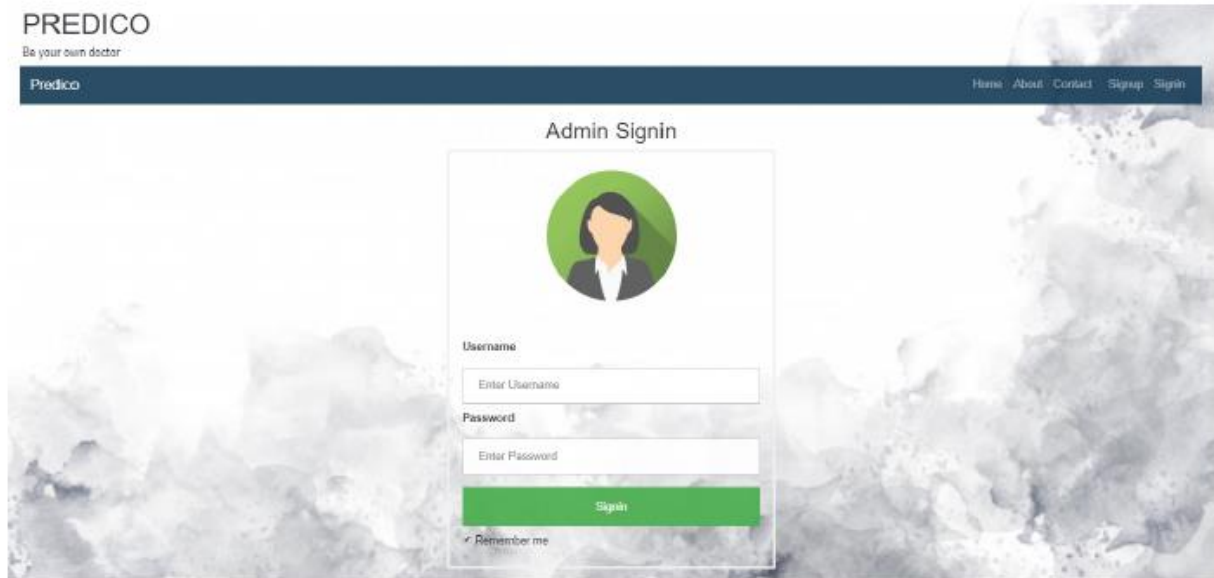 PREDICO
Be your own doctor
Predico Home About Contact Signup Signin
Admin Signin
Username
Enter Username
Password
Enter Password
Signin
✔ Remember me